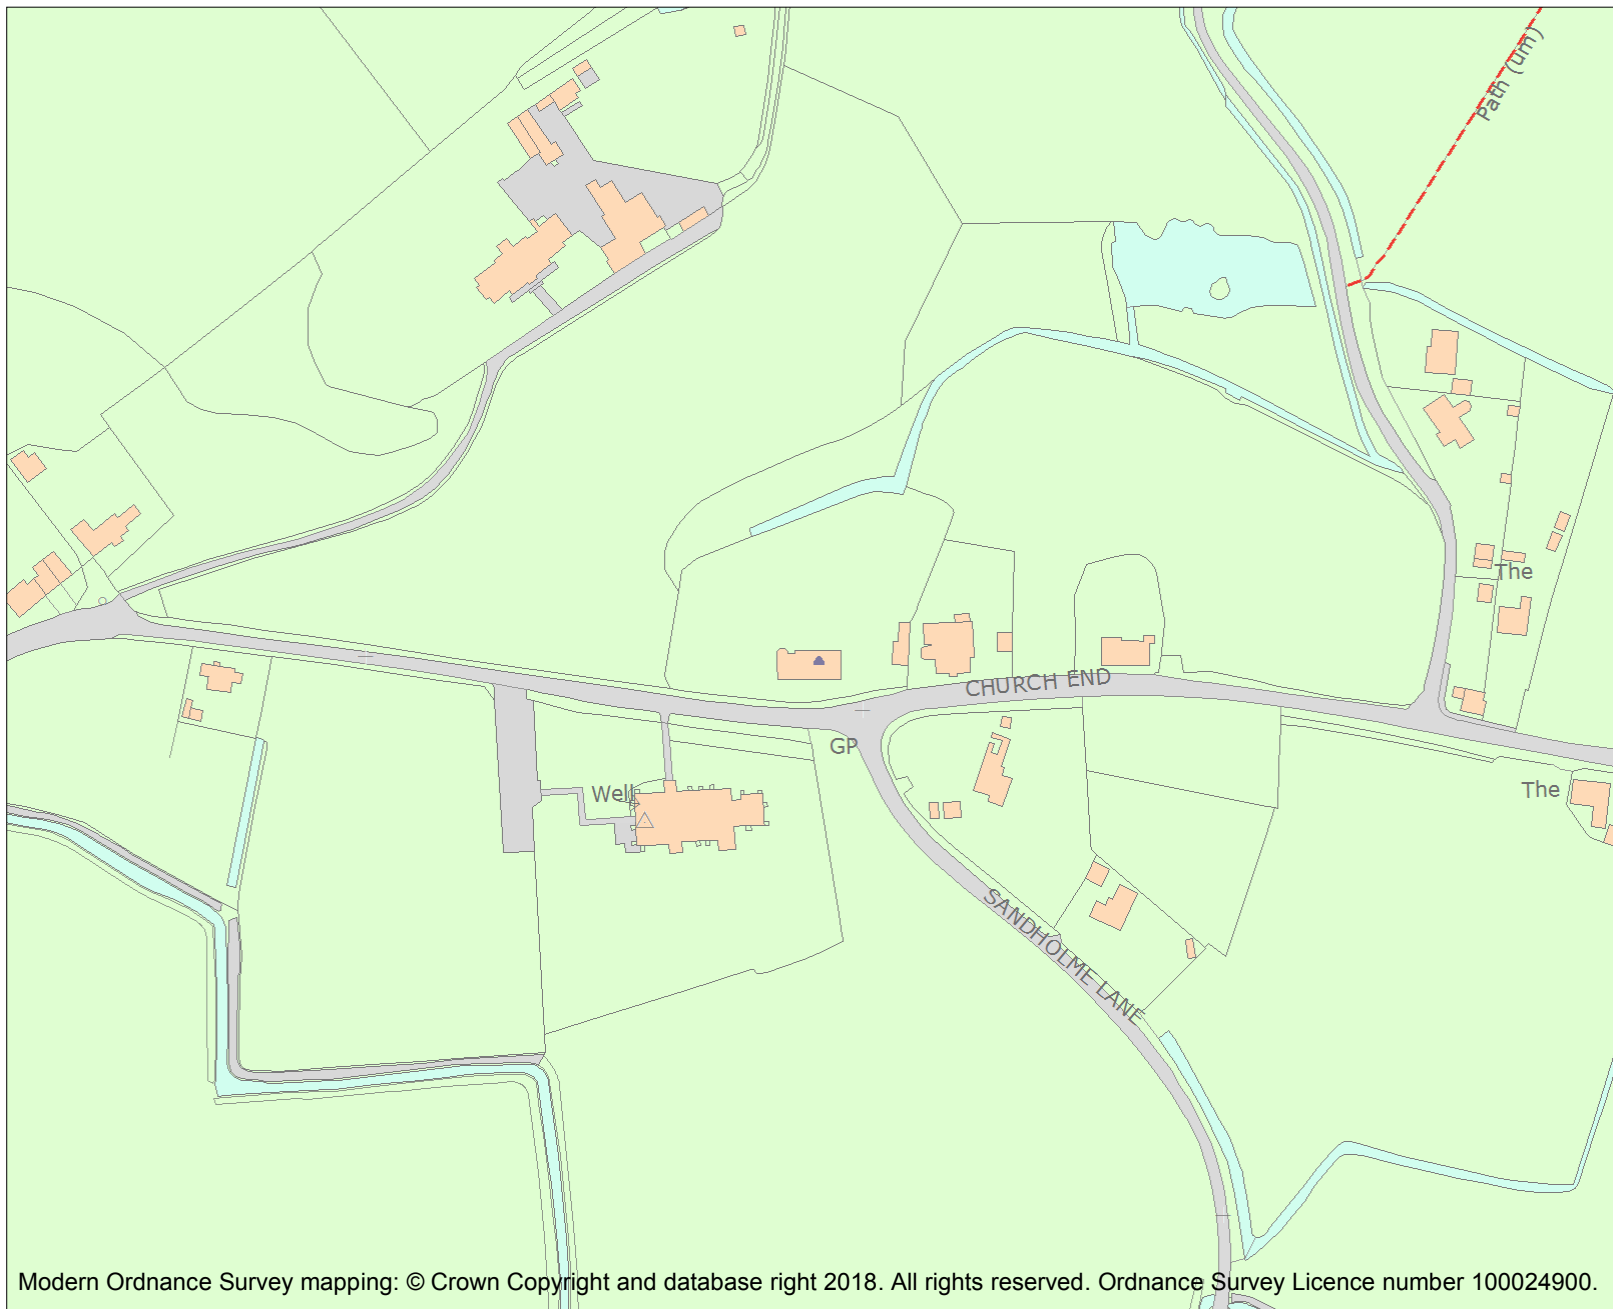 Path (um)
The
CHURCH END
GP
Well
The
SANDHOLME LANE
Modern Ordnance Survey mapping: © Crown Copyright and database right 2018. All rights reserved. Ordnance Survey Licence number 100024900.